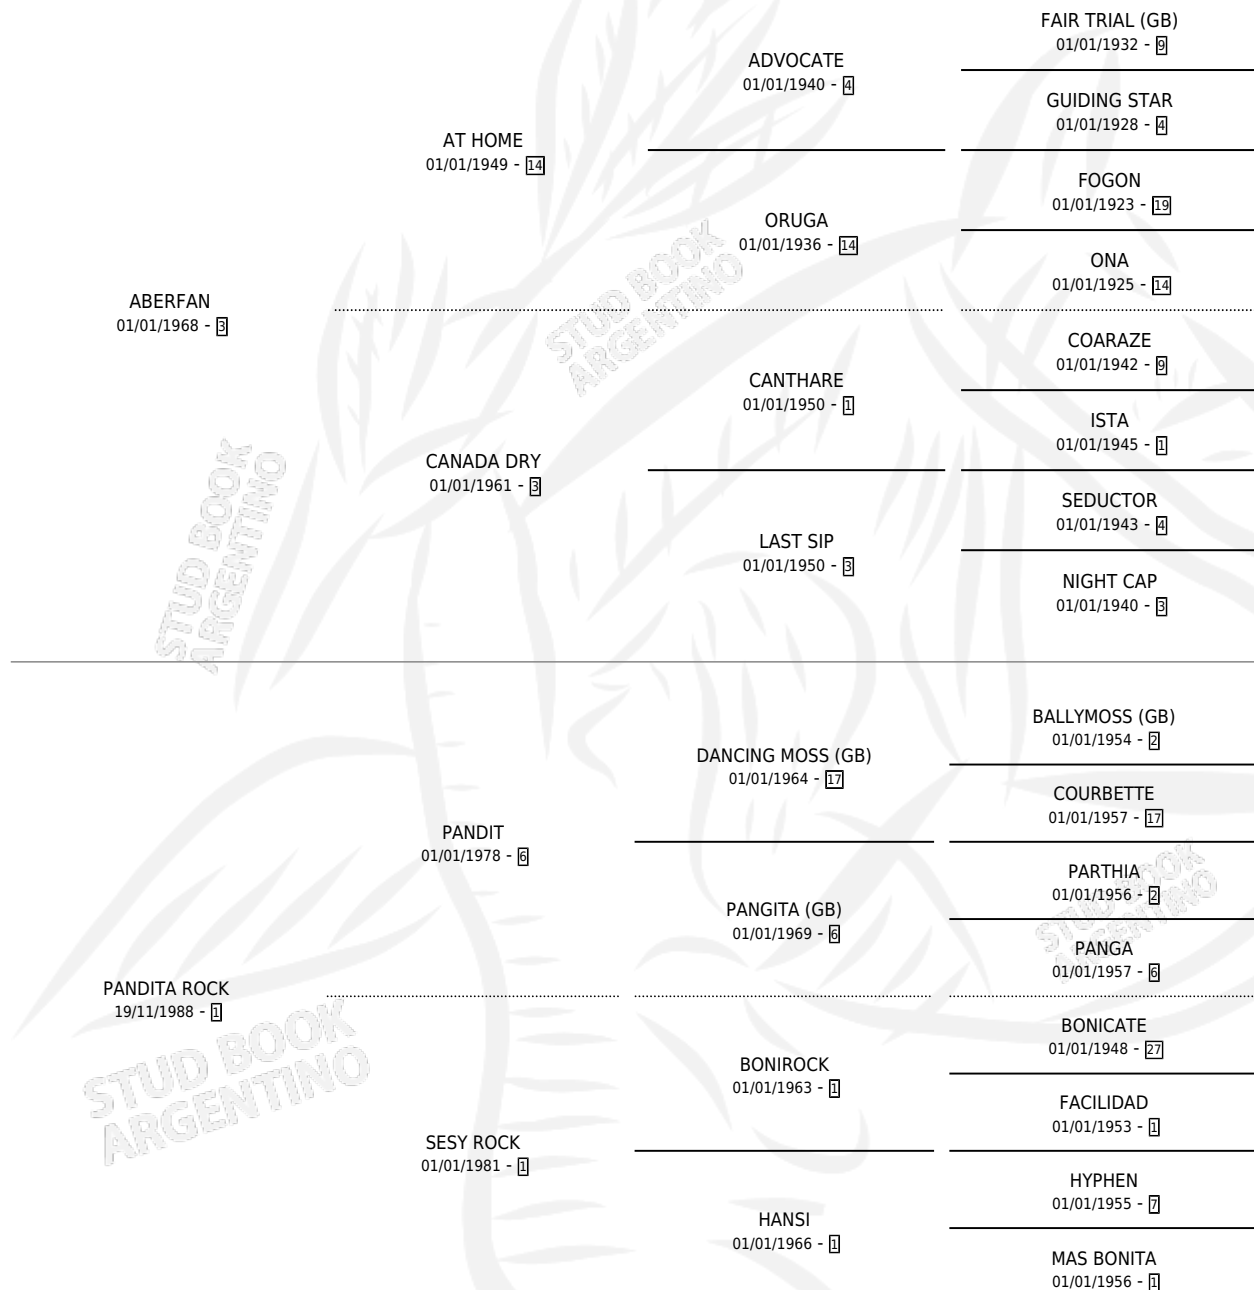 FAIR TRIAL (GB)
01/01/1932 - 9
ADVOCATE
01/01/1940 - 4
GUIDING STAR
01/01/1928 - 4
AT HOME
01/01/1949 - 14
FOGON
01/01/1923 - 19
ORUGA
01/01/1936 - 14
ONA
01/01/1925 - 14
ABERFAN
01/01/1968 - 3
COARAZE
01/01/1942 - 9
CANTHARE
01/01/1950 - 1
ISTA
01/01/1945 - 1
CANADA DRY
01/01/1961 - 3
SEDUCTOR
01/01/1943 - 4
LAST SIP
01/01/1950 - 3
NIGHT CAP
01/01/1940 - 3
BALLYMOSS (GB)
01/01/1954 - 2
DANCING MOSS (GB)
01/01/1964 - 17
COURBETTE
01/01/1957 - 17
PANDIT
01/01/1978 - 6
PARTHIA
01/01/1956 - 2
PANGITA (GB)
01/01/1969 - 6
PANGA
01/01/1957 - 6
PANDITA ROCK
19/11/1988 - 1
BONICATE
01/01/1948 - 27
BONIROCK
01/01/1963 - 1
FACILIDAD
01/01/1953 - 1
SESY ROCK
01/01/1981 - 1
HYPHEN
01/01/1955 - 7
HANSI
01/01/1966 - 1
MAS BONITA
01/01/1956 - 1
STUD BOOK
ARGENTINO
STUD BOOK
ARGENTINO
STUD BOOK
ARGENTINO
STUD BOOK
ARGENTINO